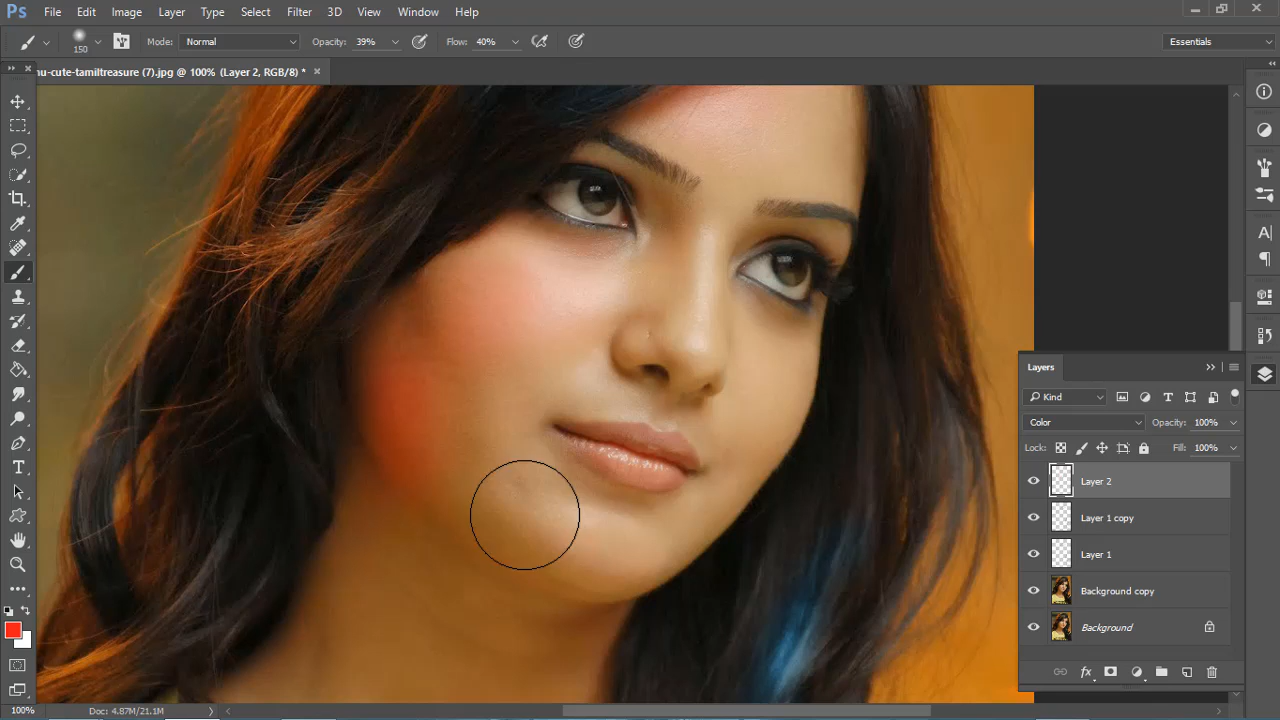 Ps File Edit Image Layer Type Select Filter 3D View Window Help
150 Mode: Normal Opacity: 39% Flow: 40% Essentials
nu-cute-tamiltreasure (7).jpg @ 100% (Layer 2, RGB/8) *
Layers
Kind
Color Opacity: 100%
Lock: Fill: 100%
Layer 2
Layer 1 copy
Layer 1
Background copy
Background
fx
100% Doc: 4.87M/21.1M